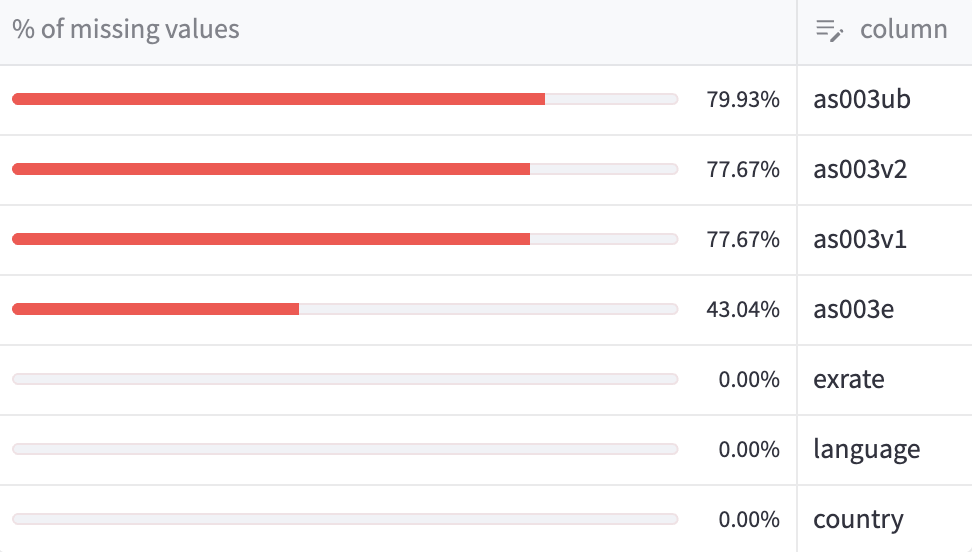 % of missing values column
79.93% as003ub
77.67% as003v2
77.67% as003v1
43.04% as003e
0.00% exrate
0.00% language
0.00% country